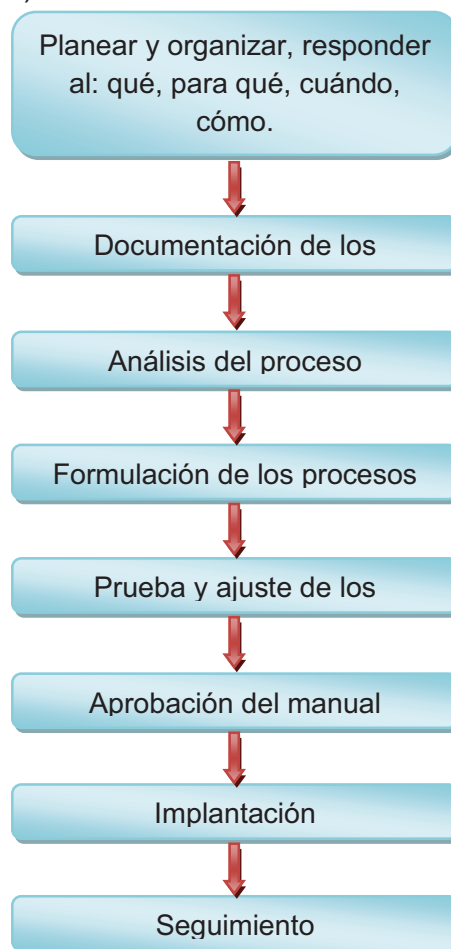 Planear y organizar, responder
al: qué, para qué, cuándo,
cómo.
Documentación de los
Análisis del proceso
Formulación de los procesos
Prueba y ajuste de los
Aprobación del manual
Implantación
Seguimiento